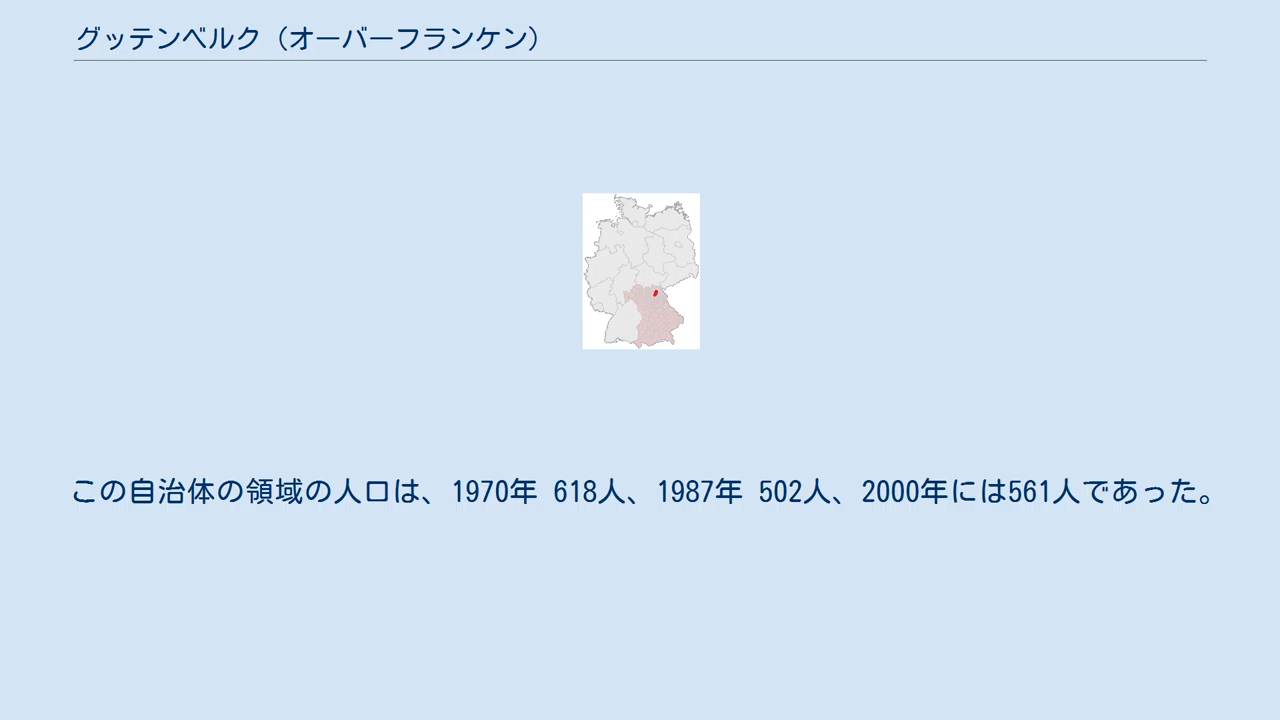 グッテンベルク（オーバーフランケン）
この自治体の領域の人口は、1970年 618人、1987年 502人、2000年には561人であった。